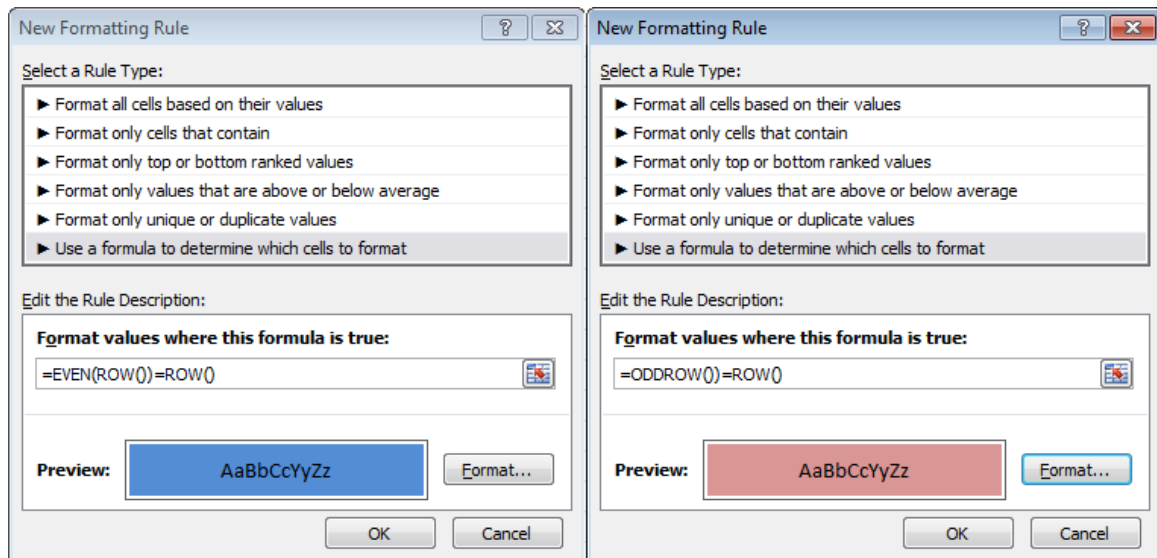 New Formatting Rule
Select a Rule Type:
► Format all cells based on their values
► Format only cells that contain
► Format only top or bottom ranked values
► Format only values that are above or below average
► Format only unique or duplicate values
► Use a formula to determine which cells to format
Edit the Rule Description:
Format values where this formula is true:
=EVEN(ROW())=ROW()
Preview:
AaBbCcYyZz
Format...
OK
Cancel
New Formatting Rule
Select a Rule Type:
► Format all cells based on their values
► Format only cells that contain
► Format only top or bottom ranked values
► Format only values that are above or below average
► Format only unique or duplicate values
► Use a formula to determine which cells to format
Edit the Rule Description:
Format values where this formula is true:
=ODDROW())=ROW()
Preview:
AaBbCcYyZz
Format...
OK
Cancel